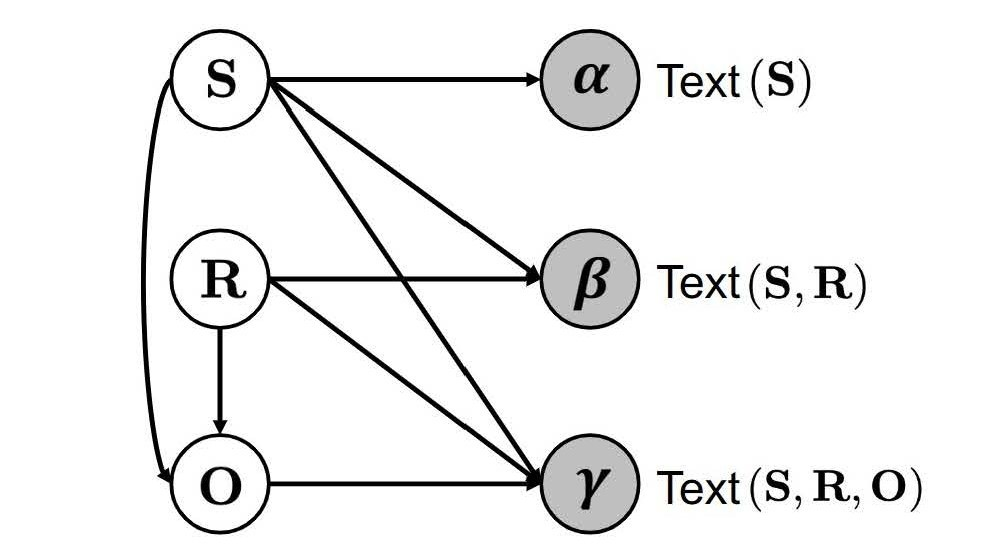 S α Text (S)
R β Text (S, R)
O γ Text (S, R, O)